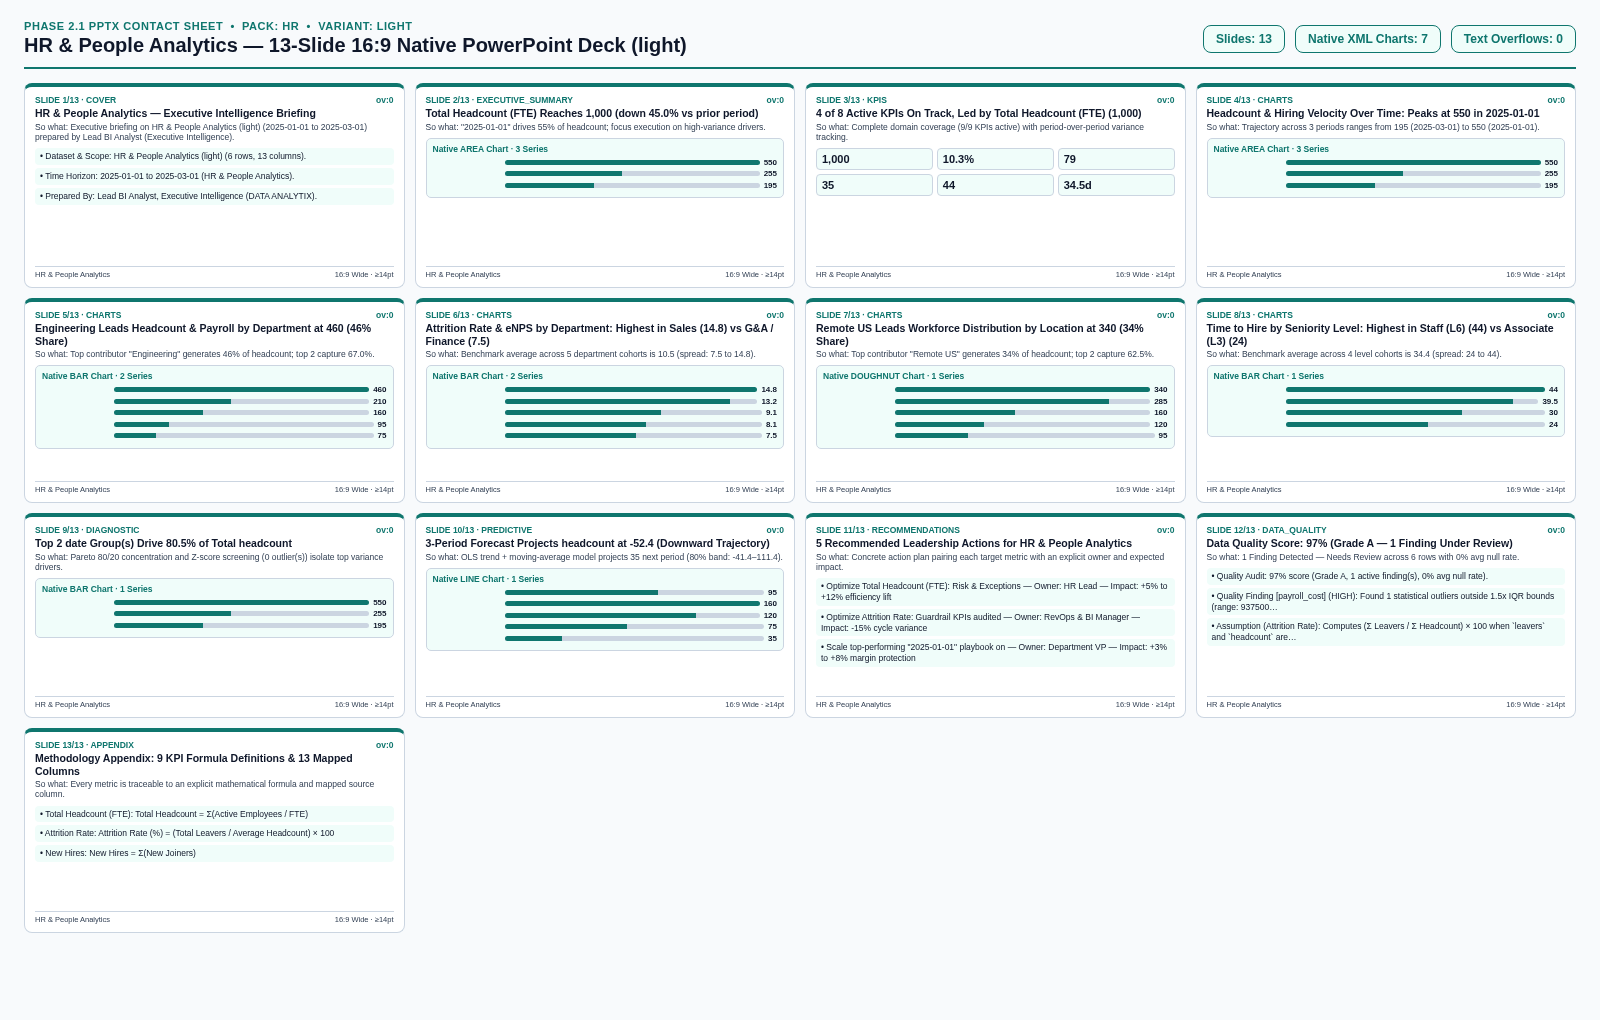 PHASE 2.1 PPTX CONTACT SHEET • PACK: HR • VARIANT: LIGHT
HR & People Analytics — 13-Slide 16:9 Native PowerPoint Deck (light)
Slides: 13
Native XML Charts: 7
Text Overflows: 0
SLIDE 1/13 · COVER
ov:0
HR & People Analytics — Executive Intelligence Briefing
So what: Executive briefing on HR & People Analytics (light) (2025-01-01 to 2025-03-01)
prepared by Lead BI Analyst (Executive Intelligence).
• Dataset & Scope: HR & People Analytics (light) (6 rows, 13 columns).
• Time Horizon: 2025-01-01 to 2025-03-01 (HR & People Analytics).
• Prepared By: Lead BI Analyst, Executive Intelligence (DATA ANALYTIX).
HR & People Analytics
16:9 Wide · ≥14pt
SLIDE 2/13 · EXECUTIVE_SUMMARY
ov:0
Total Headcount (FTE) Reaches 1,000 (down 45.0% vs prior period)
So what: "2025-01-01" drives 55% of headcount; focus execution on high-variance drivers.
Native AREA Chart · 3 Series
550
255
195
HR & People Analytics
16:9 Wide · ≥14pt
SLIDE 3/13 · KPIS
ov:0
4 of 8 Active KPIs On Track, Led by Total Headcount (FTE) (1,000)
So what: Complete domain coverage (9/9 KPIs active) with period-over-period variance
tracking.
1,000
10.3%
79
35
44
34.5d
HR & People Analytics
16:9 Wide · ≥14pt
SLIDE 4/13 · CHARTS
ov:0
Headcount & Hiring Velocity Over Time: Peaks at 550 in 2025-01-01
So what: Trajectory across 3 periods ranges from 195 (2025-03-01) to 550 (2025-01-01).
Native AREA Chart · 3 Series
550
255
195
HR & People Analytics
16:9 Wide · ≥14pt
SLIDE 5/13 · CHARTS
ov:0
Engineering Leads Headcount & Payroll by Department at 460 (46%
Share)
So what: Top contributor "Engineering" generates 46% of headcount; top 2 capture 67.0%.
Native BAR Chart · 2 Series
460
210
160
95
75
HR & People Analytics
16:9 Wide · ≥14pt
SLIDE 6/13 · CHARTS
ov:0
Attrition Rate & eNPS by Department: Highest in Sales (14.8) vs G&A /
Finance (7.5)
So what: Benchmark average across 5 department cohorts is 10.5 (spread: 7.5 to 14.8).
Native BAR Chart · 2 Series
14.8
13.2
9.1
8.1
7.5
HR & People Analytics
16:9 Wide · ≥14pt
SLIDE 7/13 · CHARTS
ov:0
Remote US Leads Workforce Distribution by Location at 340 (34%
Share)
So what: Top contributor "Remote US" generates 34% of headcount; top 2 capture 62.5%.
Native DOUGHNUT Chart · 1 Series
340
285
160
120
95
HR & People Analytics
16:9 Wide · ≥14pt
SLIDE 8/13 · CHARTS
ov:0
Time to Hire by Seniority Level: Highest in Staff (L6) (44) vs Associate
(L3) (24)
So what: Benchmark average across 4 level cohorts is 34.4 (spread: 24 to 44).
Native BAR Chart · 1 Series
44
39.5
30
24
HR & People Analytics
16:9 Wide · ≥14pt
SLIDE 9/13 · DIAGNOSTIC
ov:0
Top 2 date Group(s) Drive 80.5% of Total headcount
So what: Pareto 80/20 concentration and Z-score screening (0 outlier(s)) isolate top variance
drivers.
Native BAR Chart · 1 Series
550
255
195
HR & People Analytics
16:9 Wide · ≥14pt
SLIDE 10/13 · PREDICTIVE
ov:0
3-Period Forecast Projects headcount at -52.4 (Downward Trajectory)
So what: OLS trend + moving-average model projects 35 next period (80% band: -41.4–111.4).
Native LINE Chart · 1 Series
95
160
120
75
35
HR & People Analytics
16:9 Wide · ≥14pt
SLIDE 11/13 · RECOMMENDATIONS
ov:0
5 Recommended Leadership Actions for HR & People Analytics
So what: Concrete action plan pairing each target metric with an explicit owner and expected
impact.
• Optimize Total Headcount (FTE): Risk & Exceptions — Owner: HR Lead — Impact: +5% to
+12% efficiency lift
• Optimize Attrition Rate: Guardrail KPIs audited — Owner: RevOps & BI Manager —
Impact: -15% cycle variance
• Scale top-performing "2025-01-01" playbook on — Owner: Department VP — Impact: +3%
to +8% margin protection
HR & People Analytics
16:9 Wide · ≥14pt
SLIDE 12/13 · DATA_QUALITY
ov:0
Data Quality Score: 97% (Grade A — 1 Finding Under Review)
So what: 1 Finding Detected — Needs Review across 6 rows with 0% avg null rate.
• Quality Audit: 97% score (Grade A, 1 active finding(s), 0% avg null rate).
• Quality Finding [payroll_cost] (HIGH): Found 1 statistical outliers outside 1.5x IQR bounds
(range: 937500…
• Assumption (Attrition Rate): Computes (Σ Leavers / Σ Headcount) × 100 when `leavers`
and `headcount` are…
HR & People Analytics
16:9 Wide · ≥14pt
SLIDE 13/13 · APPENDIX
ov:0
Methodology Appendix: 9 KPI Formula Definitions & 13 Mapped
Columns
So what: Every metric is traceable to an explicit mathematical formula and mapped source
column.
• Total Headcount (FTE): Total Headcount = Σ(Active Employees / FTE)
• Attrition Rate: Attrition Rate (%) = (Total Leavers / Average Headcount) × 100
• New Hires: New Hires = Σ(New Joiners)
HR & People Analytics
16:9 Wide · ≥14pt